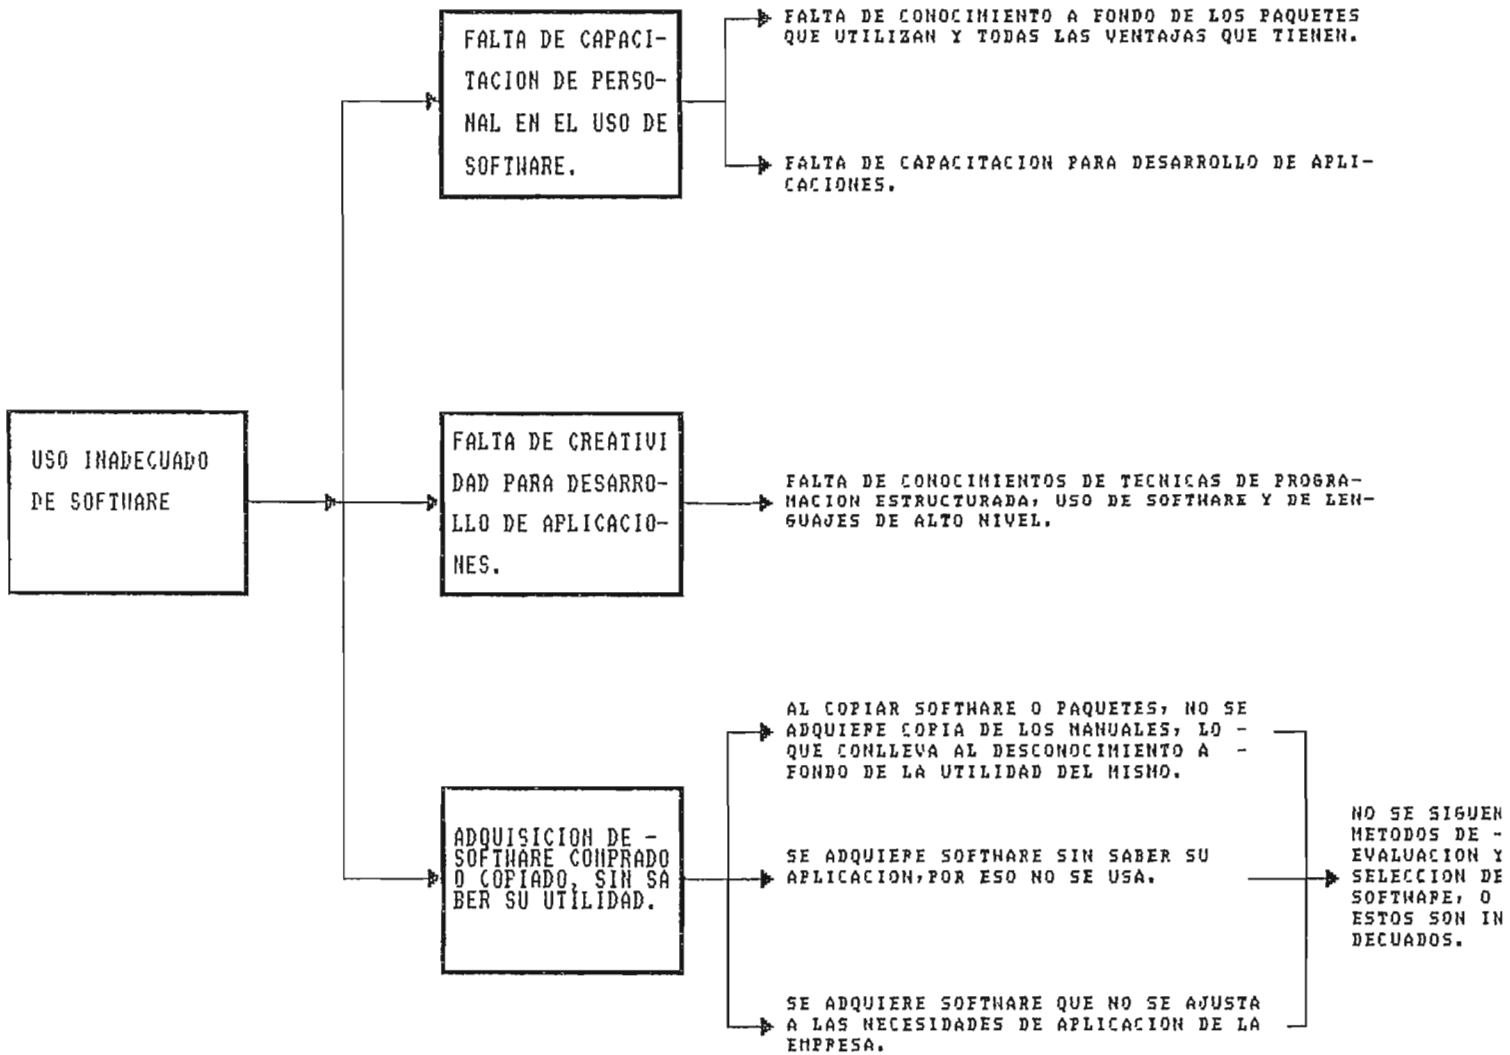 FALTA DE CAPACI-
TACION DE PERSO-
NAL EN EL USO DE
SOFTWARE.
FALTA DE CONOCIMIENTO A FONDO DE LOS PAQUETES
QUE UTILIZAN Y TODAS LAS VENTAJAS QUE TIENEN.
FALTA DE CAPACITACION PARA DESARROLLO DE APLI-
CACIONES.
USO INADECUADO
DE SOFTWARE
FALTA DE CREATIVI
DAD PARA DESARRO-
LLO DE APLICACIO-
NES.
FALTA DE CONOCIMIENTOS DE TECNICAS DE PROGRA-
MACION ESTRUCTURADA, USO DE SOFTWARE Y DE LEN-
GUAJES DE ALTO NIVEL.
ADQUISICION DE -
SOFTWARE COMPRADO
O COPIADO, SIN SA
BER SU UTILIDAD.
AL COPIAR SOFTWARE O PAQUETES, NO SE
ADQUIERE COPIA DE LOS MANUALES, LO -
QUE CONLLEVA AL DESCONOCIMIENTO A -
FONDO DE LA UTILIDAD DEL MISMO.
SE ADQUIERE SOFTWARE SIN SABER SU
APLICACION,POR ESO NO SE USA.
SE ADQUIERE SOFTWARE QUE NO SE AJUSTA
A LAS NECESIDADES DE APLICACION DE LA
EMPRESA.
NO SE SIGUEN
METODOS DE -
EVALUACION Y
SELECCION DE
SOFTWARE, O
ESTOS SON IN
DECUADOS.